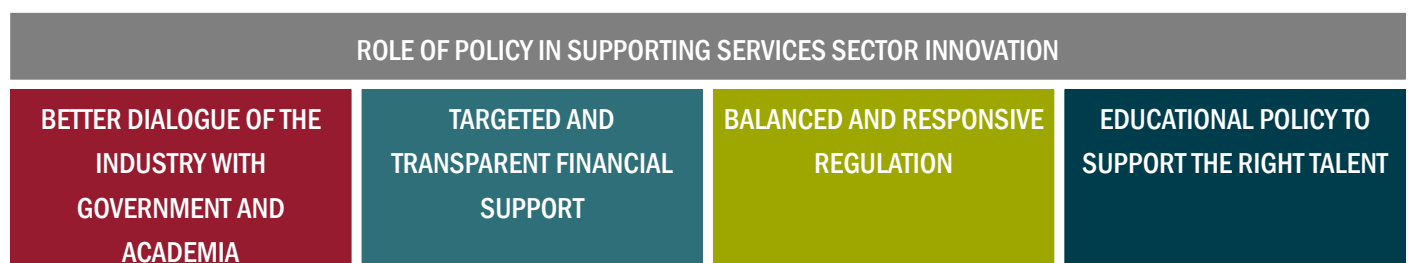 ROLE OF POLICY IN SUPPORTING SERVICES SECTOR INNOVATION
BETTER DIALOGUE OF THE
INDUSTRY WITH
GOVERNMENT AND
ACADEMIA
TARGETED AND
TRANSPARENT FINANCIAL
SUPPORT
BALANCED AND RESPONSIVE
REGULATION
EDUCATIONAL POLICY TO
SUPPORT THE RIGHT TALENT